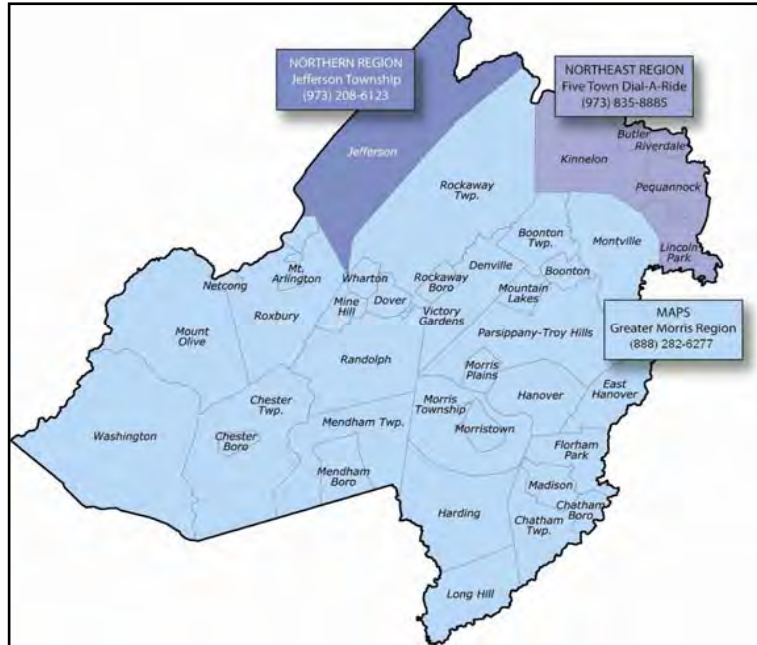 NORTHERN REGION
Jefferson Township
(973) 208-6123
NORTHEAST REGION
Five Town Dial-A-Ride
(973) 835-8885
Butler
Riverdale
Kinnelon
Jefferson
Pequannock
Rockaway
Twp.
Boonton
Twp.
Montville
Lincoln
Park
Mt.
Arlington
Netcong
Wharton
Rockaway
Boro
Denville
Boonton
Mine
Hill
Dover
Mountain
Lakes
Victory
Gardens
Roxbury
Mount
Olive
MAPS
Greater Morris Region
(888) 282-6277
Parsippany-Troy Hills
Randolph
Morris
Plains
Chester
Twp.
Morris
Township
Hanover
East
Hanover
Washington
Chester
Boro
Mendham Twp.
Morristown
Florham
Park
Mendham
Boro
Madison
Chatham
Boro
Harding
Chatham
Twp.
Long Hill